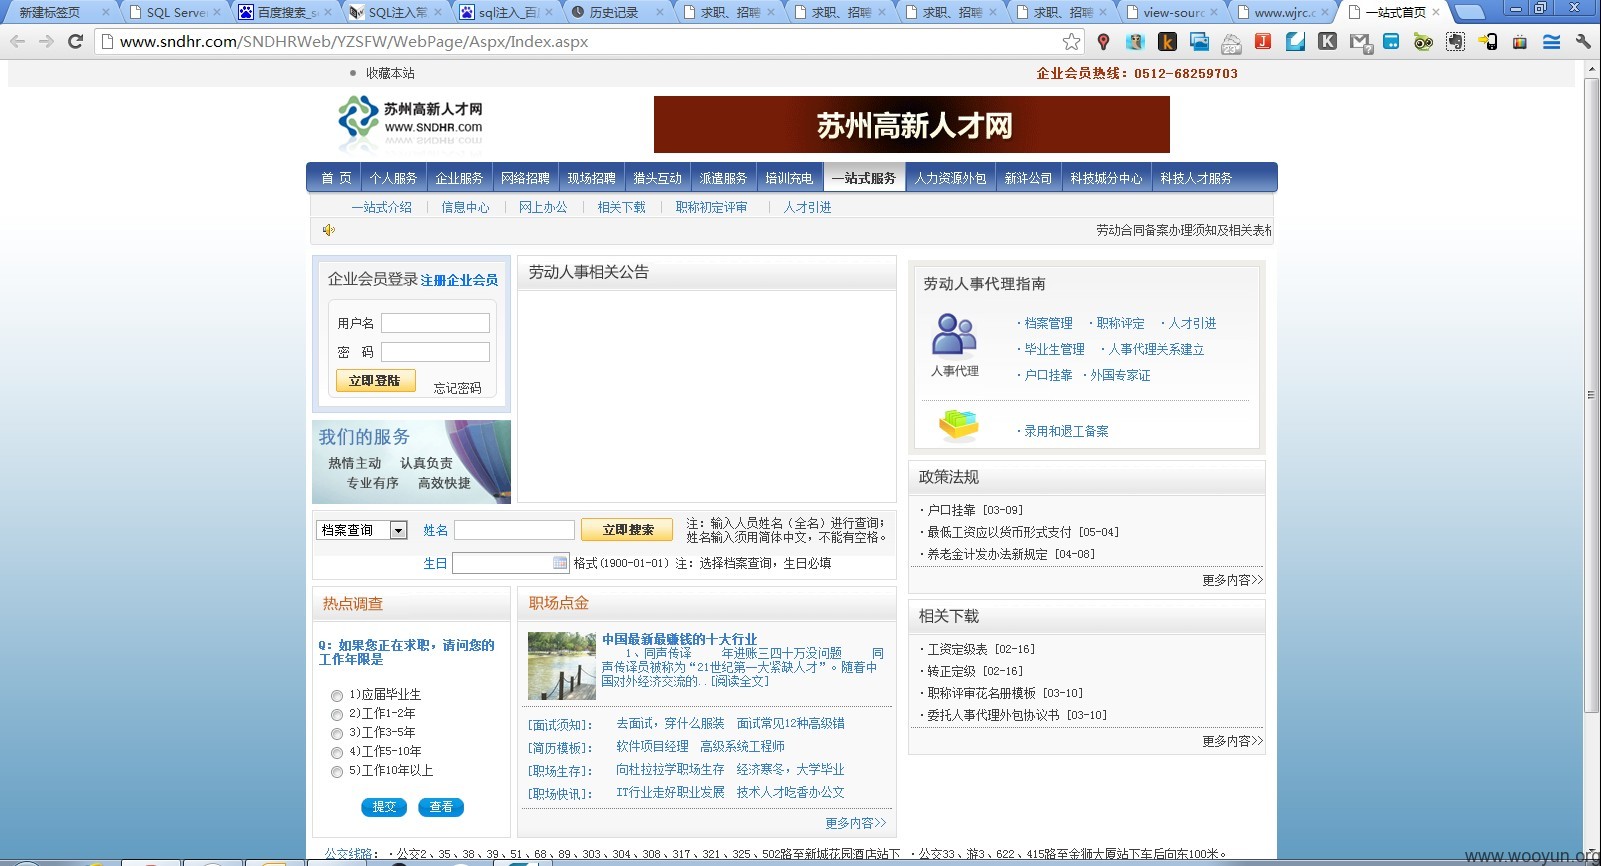 新建标签页
SQL Server
百度搜索_s
SQL注入常
sql注入_百
历史记录
求职、招聘
求职、招聘
求职、招聘
求职、招聘
view-sourc
www.wjrc.c
一站式首页
www.sndhr.com/SNDHRWeb/YZSFW/WebPage/Aspx/Index.aspx
收藏本站
企业会员热线：0512-68259703
苏州高新人才网
www.SNDHR.com
苏州高新人才网
首 页 个人服务 企业服务 网络招聘 现场招聘 猎头互动 派遣服务 培训充电 一站式服务 人力资源外包 新浒公司 科技城分中心 科技人才服务
一站式介绍 | 信息中心 | 网上办公 | 相关下载 | 职称初定评审 | 人才引进
劳动合同备案办理须知及相关表格
企业会员登录 注册企业会员
用户名
密 码
立即登陆 忘记密码
我们的服务
热情主动 认真负责
专业有序 高效快捷
劳动人事相关公告
劳动人事代理指南
人事代理
·档案管理 ·职称评定 ·人才引进
·毕业生管理 ·人事代理关系建立
·户口挂靠 ·外国专家证
·录用和退工备案
档案查询 姓名 立即搜索
注：输入人员姓名（全名）进行查询；
姓名输入须用简体中文，不能有空格。
生日 格式(1900-01-01) 注：选择档案查询，生日必填
政策法规
·户口挂靠 [03-09]
·最低工资应以货币形式支付 [05-04]
·养老金计发办法新规定 [04-08]
更多内容>>
热点调查
Q：如果您正在求职，请问您的
工作年限是
1)应届毕业生
2)工作1-2年
3)工作3-5年
4)工作5-10年
5)工作10年以上
提交 查看
职场点金
中国最新最赚钱的十大行业
1、同声传译 年进账三四十万没问题 同
声传译员被称为“21世纪第一大紧缺人才”。随着中
国对外经济交流的..[阅读全文]
[面试须知]： 去面试，穿什么服装 面试常见12种高级错
[简历模板]： 软件项目经理 高级系统工程师
[职场生存]： 向杜拉拉学职场生存 经济寒冬，大学毕业
[职场快讯]： IT行业走好职业发展 技术人才吃香办公文
更多内容>>
相关下载
·工资定级表 [02-16]
·转正定级 [02-16]
·职称评审花名册模板 [03-10]
·委托人事代理外包协议书 [03-10]
更多内容>>
公交线路：·公交2、35、38、39、51、68、89、303、304、308、317、321、325、502路至新城花园酒店站下 ·公交33、游3、622、415路至金狮大厦站下车后向东100米。
www.wooyun.org